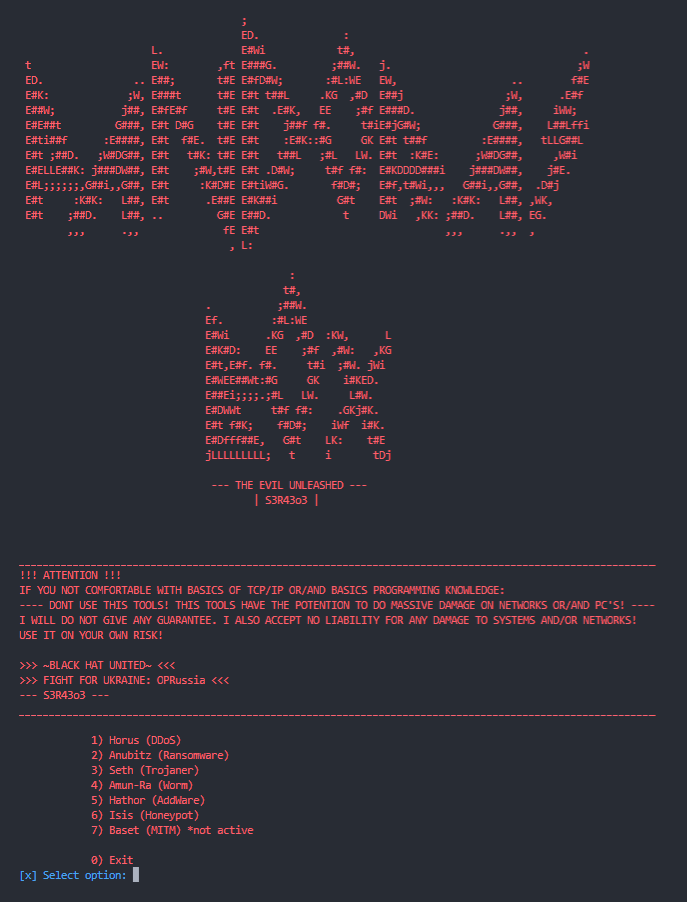 --- THE EVIL UNLEASHED ---
| S3R43o3 |
!!! ATTENTION !!!
IF YOU NOT COMFORTABLE WITH BASICS OF TCP/IP OR/AND BASICS PROGRAMMING KNOWLEDGE:
---- DONT USE THIS TOOLS! THIS TOOLS HAVE THE POTENTION TO DO MASSIVE DAMAGE ON NETWORKS OR/AND PC'S! ----
I WILL DO NOT GIVE ANY GUARANTEE. I ALSO ACCEPT NO LIABILITY FOR ANY DAMAGE TO SYSTEMS AND/OR NETWORKS!
USE IT ON YOUR OWN RISK!
>>> ~BLACK HAT UNITED~ <<<
>>> FIGHT FOR UKRAINE: OPRussia <<<
--- S3R43o3 ---
1) Horus (DDoS)
2) Anubitz (Ransomware)
3) Seth (Trojaner)
4) Amun-Ra (Worm)
5) Hathor (AddWare)
6) Isis (Honeypot)
7) Baset (MITM) *not active
0) Exit
[x] Select option: